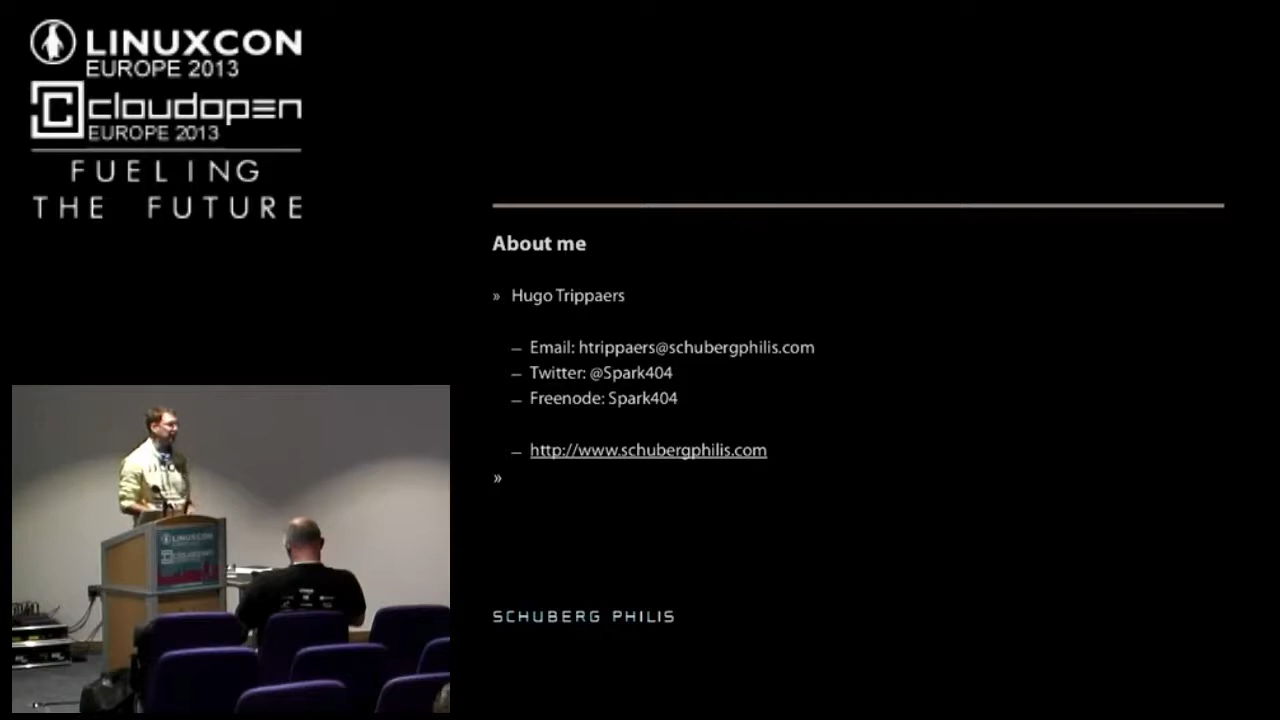 LINUXCON
EUROPE 2013
cloudopen
EUROPE 2013
FUELING
THE FUTURE
About me
» Hugo Trippaers
– Email: htrippaers@schubergphilis.com
– Twitter: @Spark404
– Freenode: Spark404
– http://www.schubergphilis.com
»
SCHUBERG PHILIS
LINUXCON